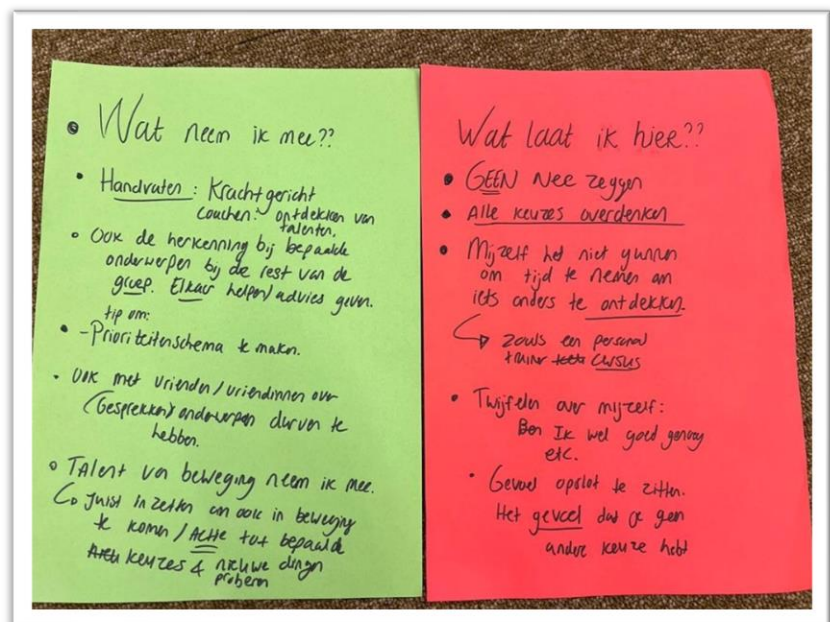 Wat neem ik mee??
Handvaten: Krachtgericht
Coachen: ontdekken van
talenten.
Ook de herkenning bij bepaalde
onderwerpen bij de rest van de
groep. Elkaar helpen/advies geven.
tip om:
- Prioriteitenschema te maken.
Ook met vrienden/vriendinnen over
(Gesprekken) onderwerpen durven te
hebben.
Talent van beweging neem ik mee.
Juist inzetten om ook in beweging
te komen / Actie tot bepaalde
keuzes & nieuwe dingen
proberen
Wat laat ik hier??
GEEN Nee zeggen
Alle keuzes overdenken
Mijzelf het niet gunnen
om tijd te nemen om
iets anders te ontdekken.
zoals een personal
trainer cursus
Twijfelen over mijzelf:
Ben Ik wel goed genoeg
etc.
Gevoel opslot te zitten.
Het gevoel dat je geen
andere keuze hebt